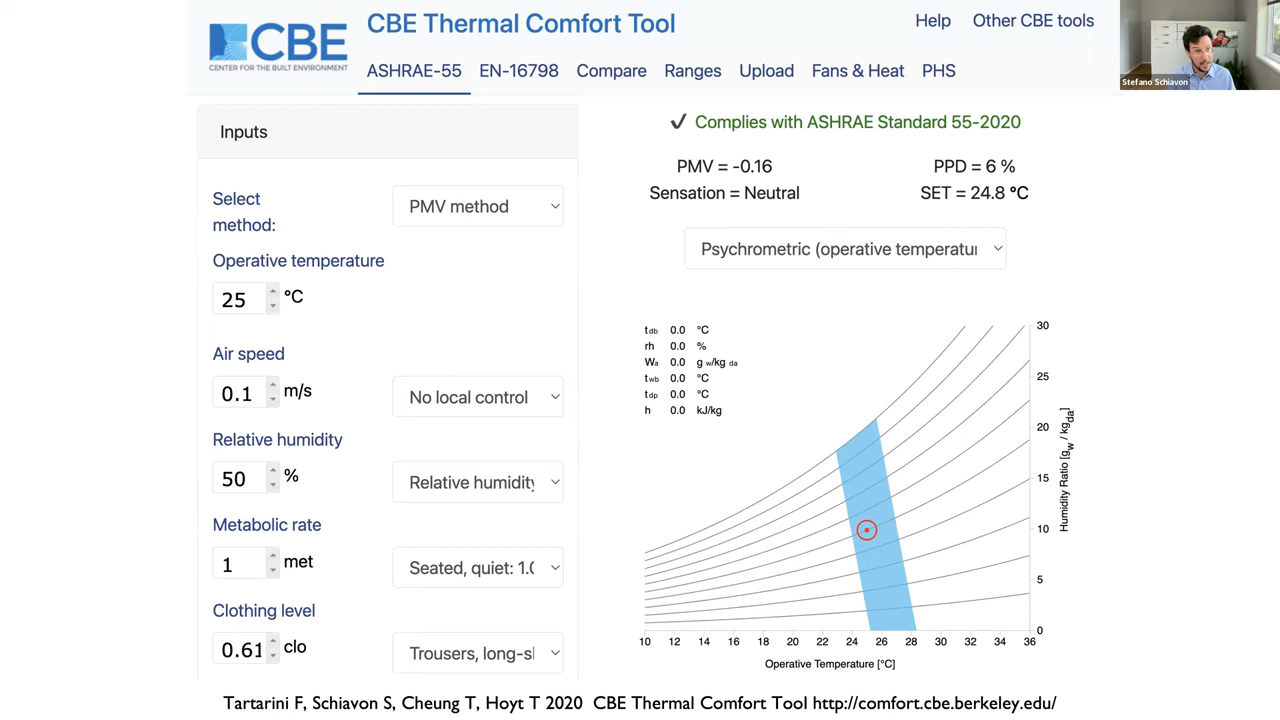 CBE
CENTER FOR THE BUILT ENVIRONMENT
CBE Thermal Comfort Tool
Help
Other CBE tools
ASHRAE-55
EN-16798
Compare
Ranges
Upload
Fans & Heat
PHS
Stefano Schiavon
Inputs
Select
method:
PMV method
Operative temperature
25
°C
Air speed
0.1
m/s
No local control
Relative humidity
50
%
Relative humidity
Metabolic rate
1
met
Seated, quiet: 1.0
Clothing level
0.61
clo
Trousers, long-sl
✔ Complies with ASHRAE Standard 55-2020
PMV = -0.16
PPD = 6 %
Sensation = Neutral
SET = 24.8 °C
Psychrometric (operative temperatur
tdb 0.0 °C
rh 0.0 %
Wa 0.0 g w/kg da
twb 0.0 °C
tdp 0.0 °C
h 0.0 kJ/kg
30
25
20
15
10
5
0
Humidity Ratio [gw / kgda]
10 12 14 16 18 20 22 24 26 28 30 32 34 36
Operative Temperature [°C]
Tartarini F, Schiavon S, Cheung T, Hoyt T 2020 CBE Thermal Comfort Tool http://comfort.cbe.berkeley.edu/